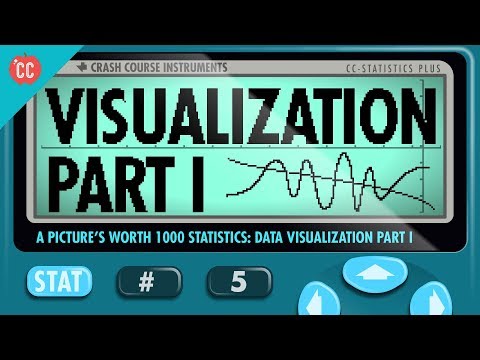 CC
CRASH COURSE INSTRUMENTS
CC-STATISTICS PLUS
VISUALIZATION
PART I
A PICTURE'S WORTH 1000 STATISTICS: DATA VISUALIZATION PART I
STAT
#
5